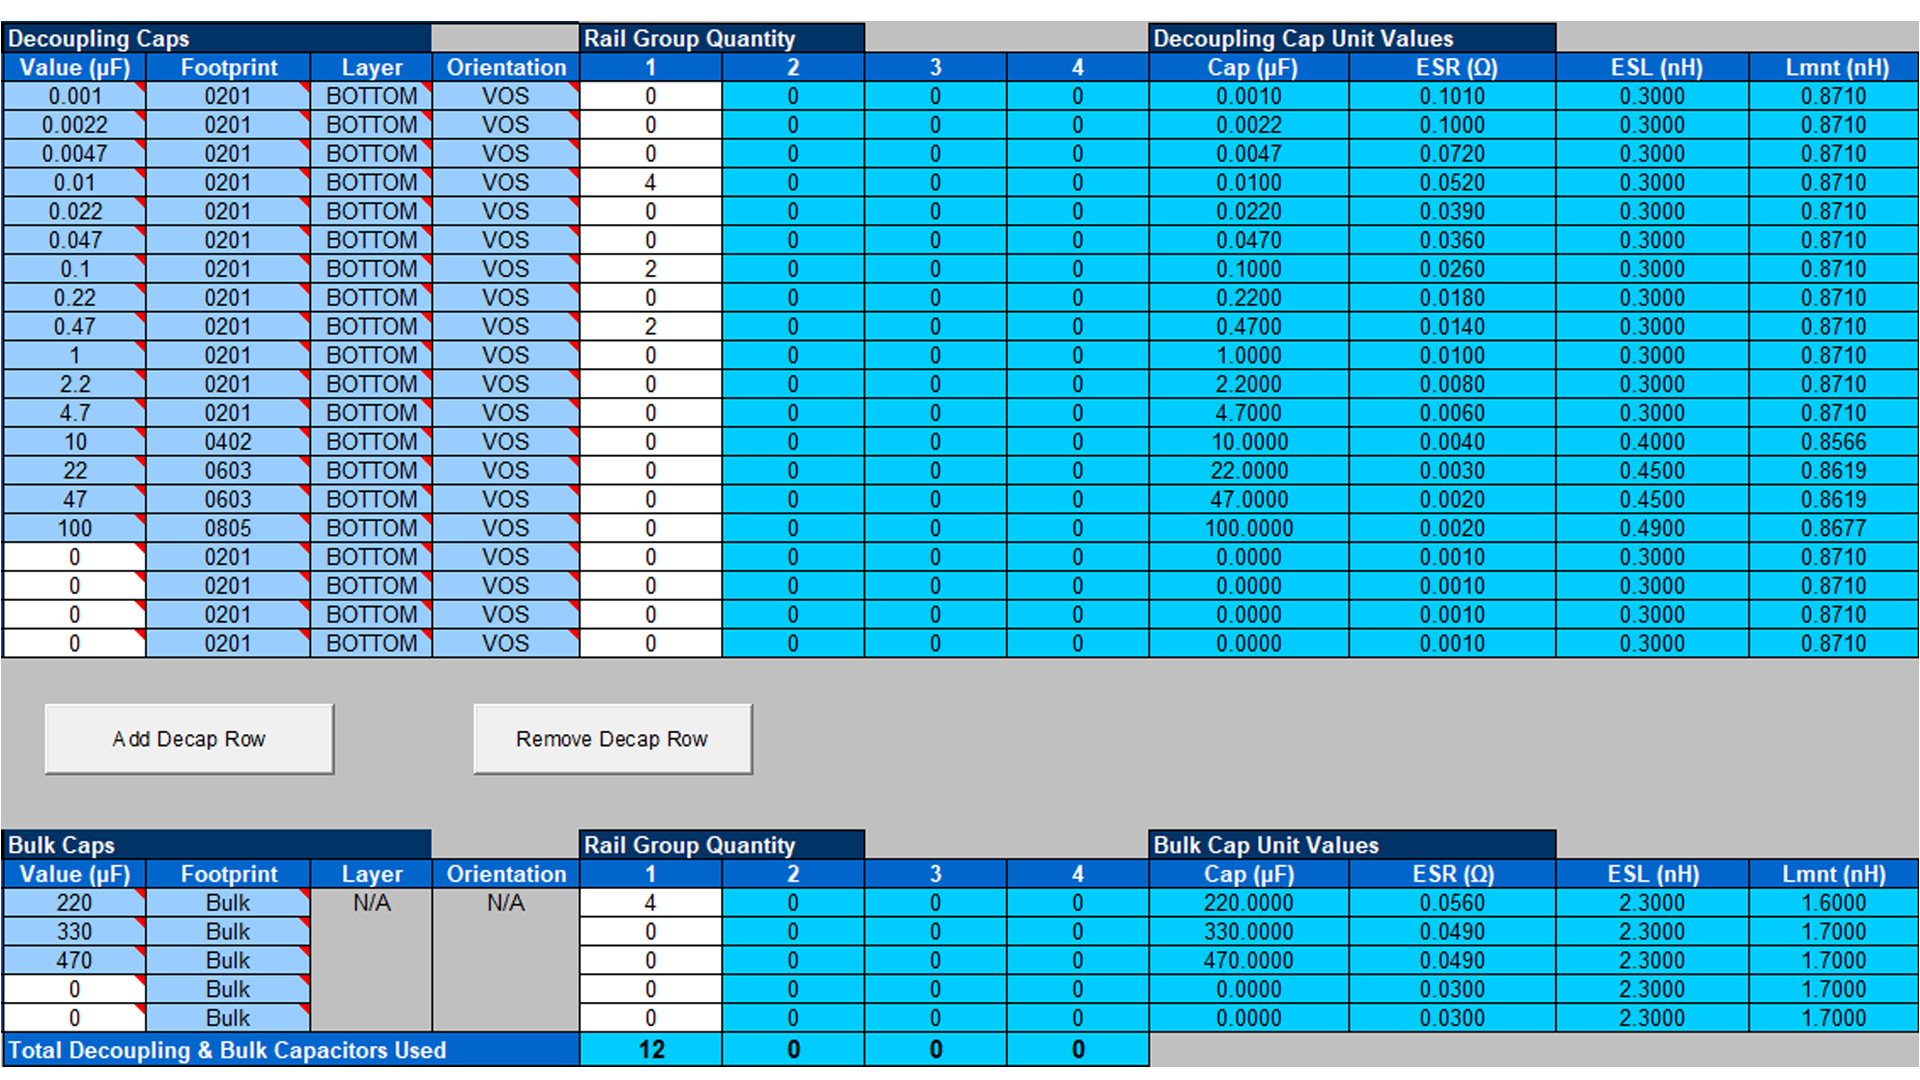 Decoupling Caps Rail Group Quantity Decoupling Cap Unit Values
Value (µF) Footprint Layer Orientation 1 2 3 4 Cap (µF) ESR (Ω) ESL (nH) Lmnt (nH)
0.001 0201 BOTTOM VOS 0 0 0 0 0.0010 0.1010 0.3000 0.8710
0.0022 0201 BOTTOM VOS 0 0 0 0 0.0022 0.1000 0.3000 0.8710
0.0047 0201 BOTTOM VOS 0 0 0 0 0.0047 0.0720 0.3000 0.8710
0.01 0201 BOTTOM VOS 4 0 0 0 0.0100 0.0520 0.3000 0.8710
0.022 0201 BOTTOM VOS 0 0 0 0 0.0220 0.0390 0.3000 0.8710
0.047 0201 BOTTOM VOS 0 0 0 0 0.0470 0.0360 0.3000 0.8710
0.1 0201 BOTTOM VOS 2 0 0 0 0.1000 0.0260 0.3000 0.8710
0.22 0201 BOTTOM VOS 0 0 0 0 0.2200 0.0180 0.3000 0.8710
0.47 0201 BOTTOM VOS 2 0 0 0 0.4700 0.0140 0.3000 0.8710
1 0201 BOTTOM VOS 0 0 0 0 1.0000 0.0100 0.3000 0.8710
2.2 0201 BOTTOM VOS 0 0 0 0 2.2000 0.0080 0.3000 0.8710
4.7 0201 BOTTOM VOS 0 0 0 0 4.7000 0.0060 0.3000 0.8710
10 0402 BOTTOM VOS 0 0 0 0 10.0000 0.0040 0.4000 0.8566
22 0603 BOTTOM VOS 0 0 0 0 22.0000 0.0030 0.4500 0.8619
47 0603 BOTTOM VOS 0 0 0 0 47.0000 0.0020 0.4500 0.8619
100 0805 BOTTOM VOS 0 0 0 0 100.0000 0.0020 0.4900 0.8677
0 0201 BOTTOM VOS 0 0 0 0 0.0000 0.0010 0.3000 0.8710
0 0201 BOTTOM VOS 0 0 0 0 0.0000 0.0010 0.3000 0.8710
0 0201 BOTTOM VOS 0 0 0 0 0.0000 0.0010 0.3000 0.8710
0 0201 BOTTOM VOS 0 0 0 0 0.0000 0.0010 0.3000 0.8710
Add Decap Row Remove Decap Row
Bulk Caps Rail Group Quantity Bulk Cap Unit Values
Value (µF) Footprint Layer Orientation 1 2 3 4 Cap (µF) ESR (Ω) ESL (nH) Lmnt (nH)
220 Bulk N/A N/A 4 0 0 0 220.0000 0.0560 2.3000 1.6000
330 Bulk 0 0 0 0 330.0000 0.0490 2.3000 1.7000
470 Bulk 0 0 0 0 470.0000 0.0490 2.3000 1.7000
0 Bulk 0 0 0 0 0.0000 0.0300 2.3000 1.7000
0 Bulk 0 0 0 0 0.0000 0.0300 2.3000 1.7000
Total Decoupling & Bulk Capacitors Used 12 0 0 0